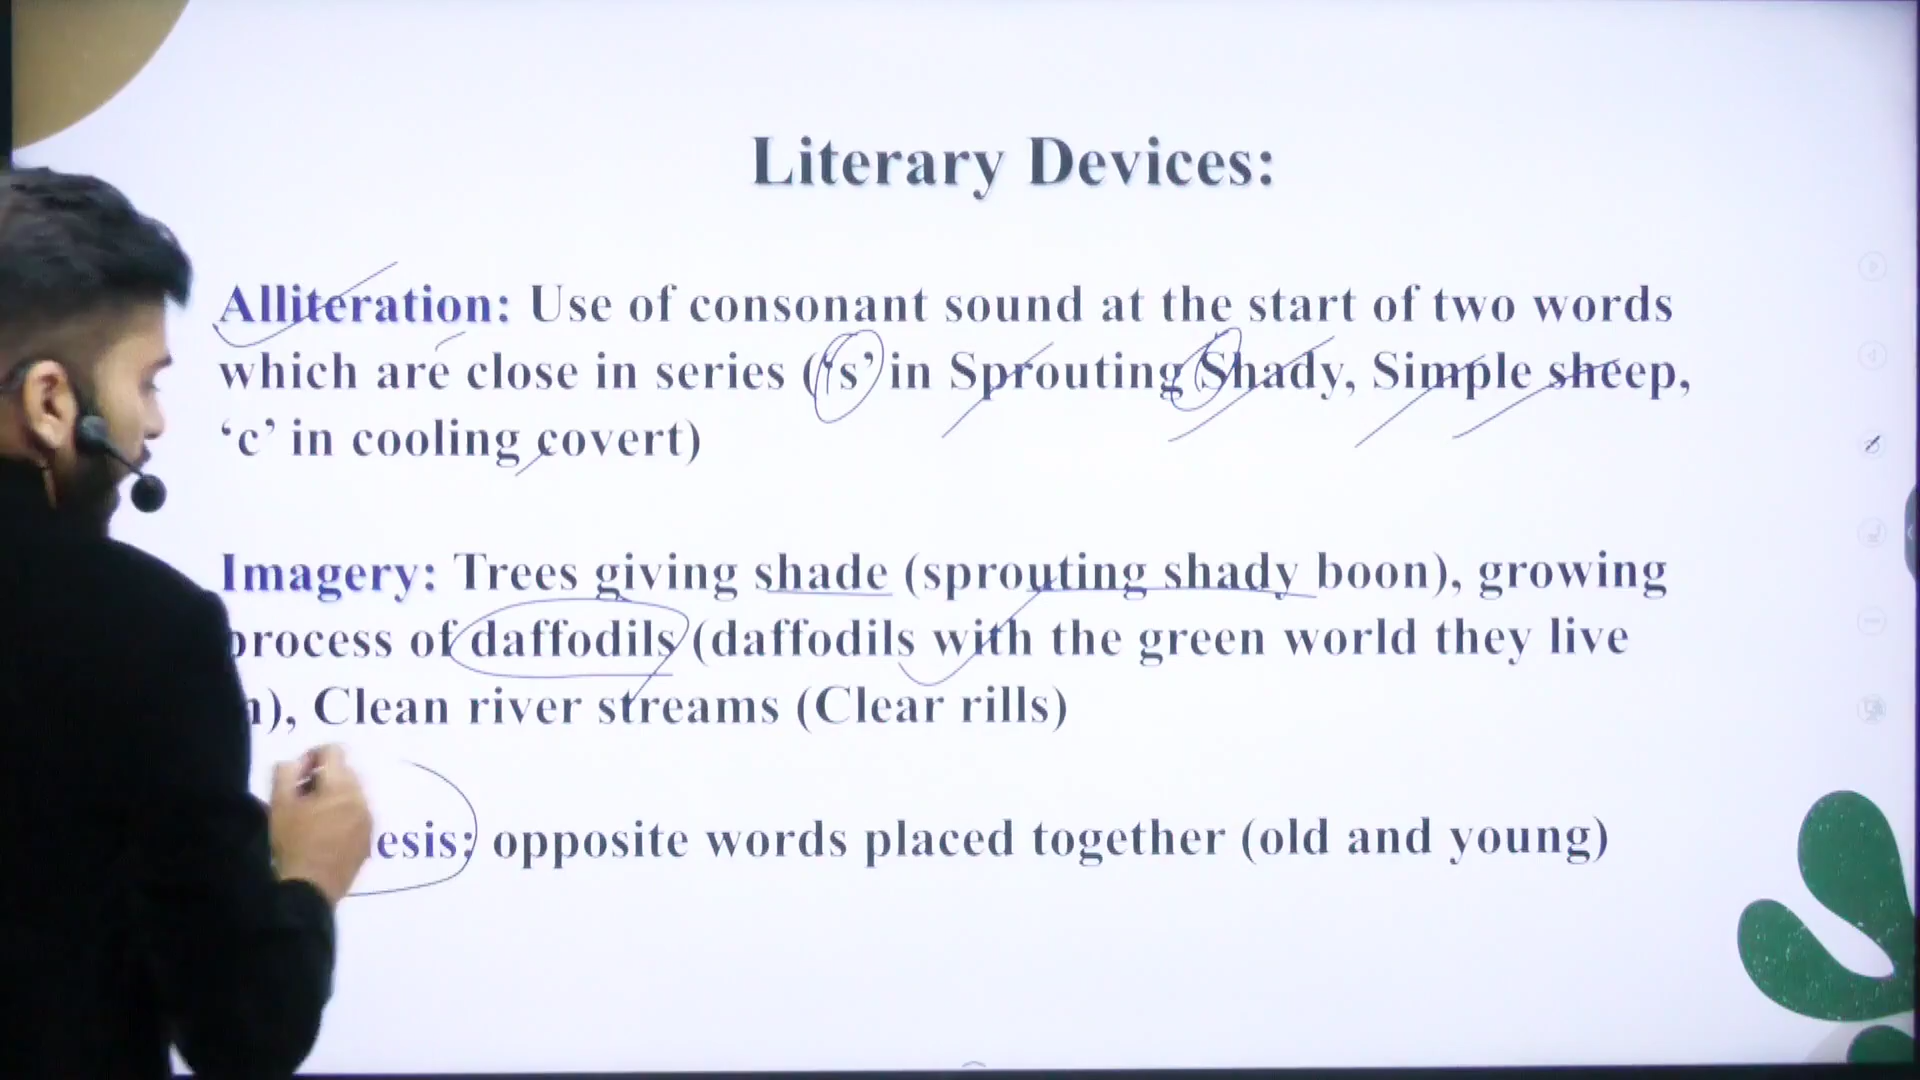 Literary Devices:
Alliteration: Use of consonant sound at the start of two words
which are close in series (‘s’ in Sprouting Shady, Simple sheep,
‘c’ in cooling covert)
Imagery: Trees giving shade (sprouting shady boon), growing
process of daffodils (daffodils with the green world they live
), Clean river streams (Clear rills)
esis: opposite words placed together (old and young)